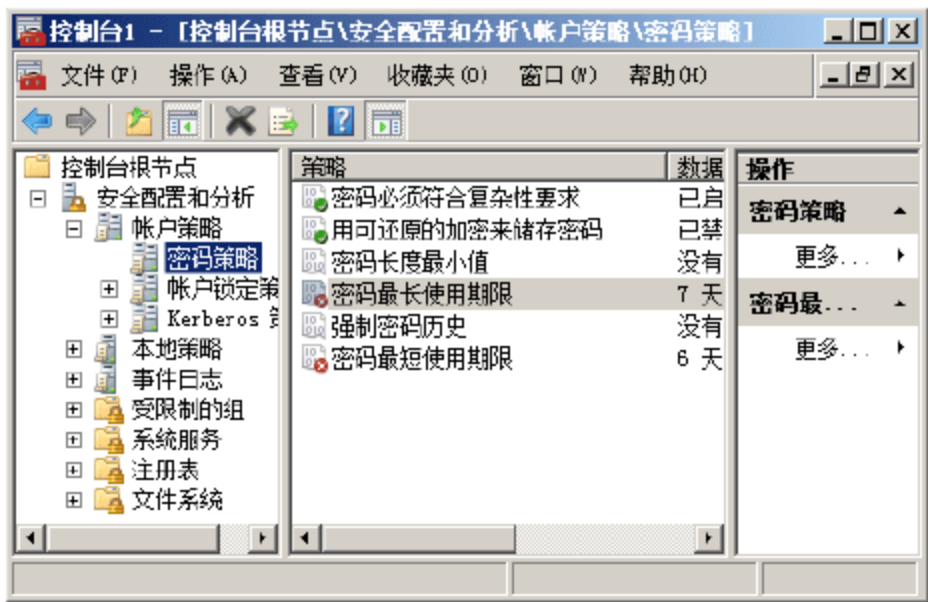 控制台1 - [控制台根节点\安全配置和分析\帐户策略\密码策略]
文件(F) 操作(A) 查看(V) 收藏夹(O) 窗口(W) 帮助(H)
控制台根节点
安全配置和分析
帐户策略
密码策略
帐户锁定策
Kerberos
本地策略
事件日志
受限制的组
系统服务
注册表
文件系统
策略 数据
密码必须符合复杂性要求 已启
用可还原的加密来储存密码 已禁
密码长度最小值 没有
密码最长使用期限 7 天
强制密码历史 没有
密码最短使用期限 6 天
操作
密码策略
更多...
密码最...
更多...